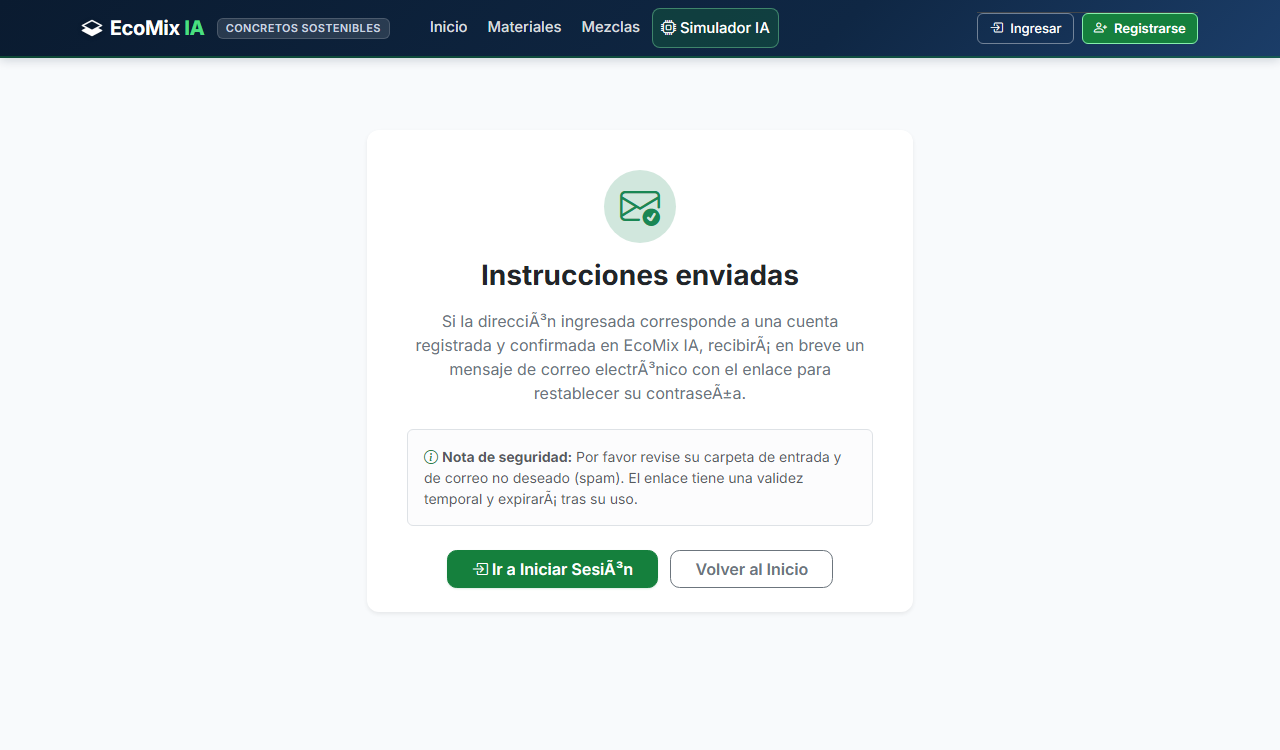 EcoMix IA
CONCRETOS SOSTENIBLES
Inicio
Materiales
Mezclas
Simulador IA
Ingresar
Registrarse
Instrucciones enviadas
Si la direcciÃ³n ingresada corresponde a una cuenta
registrada y confirmada en EcoMix IA, recibirÃ¡ en breve un
mensaje de correo electrÃ³nico con el enlace para
restablecer su contraseÃ±a.
Nota de seguridad: Por favor revise su carpeta de entrada y
de correo no deseado (spam). El enlace tiene una validez
temporal y expirarÃ¡ tras su uso.
Ir a Iniciar SesiÃ³n
Volver al Inicio